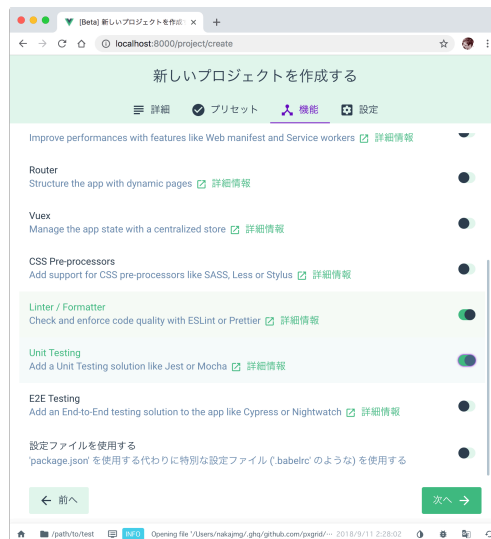 [Beta] 新しいプロジェクトを作成
localhost:8000/project/create
新しいプロジェクトを作成する
詳細 プリセット 機能 設定
Improve performances with features like Web manifest and Service workers 詳細情報
Router
Structure the app with dynamic pages 詳細情報
Vuex
Manage the app state with a centralized store 詳細情報
CSS Pre-processors
Add support for CSS pre-processors like SASS, Less or Stylus 詳細情報
Linter / Formatter
Check and enforce code quality with ESLint or Prettier 詳細情報
Unit Testing
Add a Unit Testing solution like Jest or Mocha 詳細情報
E2E Testing
Add an End-to-End testing solution to the app like Cypress or Nightwatch 詳細情報
設定ファイルを使用する
'package.json' を使用する代わりに特別な設定ファイル ('.babelrc' のような) を使用する
前へ 次へ
/path/to/test INFO Opening file '/Users/nakajmg/.ghq/github.com/pxgrid/··· 2018/9/11 2:28:02